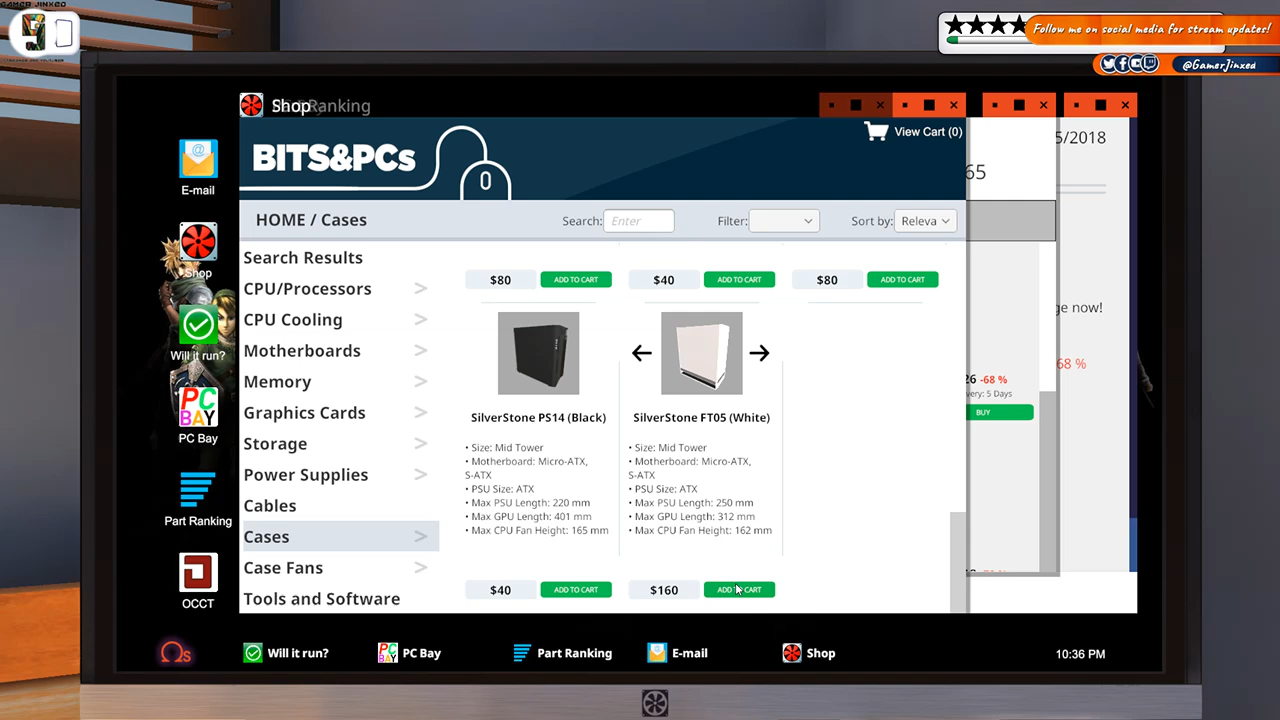 GAMER JINXED
Follow me on social media for stream updates!
@GamerJinxed
Shop
Ranking
View Cart (0)
5/2018
BITS&PCs
65
HOME / Cases
Search: Enter
Filter:
Sort by: Releva
E-mail
Shop
Will it run?
PC BAY
PC Bay
Part Ranking
OCCT
Search Results
CPU/Processors >
CPU Cooling >
Motherboards >
Memory >
Graphics Cards >
Storage >
Power Supplies >
Cables
Cases >
Case Fans >
Tools and Software
$80 ADD TO CART
$40 ADD TO CART
$80 ADD TO CART
SilverStone PS14 (Black)
• Size: Mid Tower
• Motherboard: Micro-ATX,
S-ATX
• PSU Size: ATX
• Max PSU Length: 220 mm
• Max GPU Length: 401 mm
• Max CPU Fan Height: 165 mm
$40 ADD TO CART
SilverStone FT05 (White)
• Size: Mid Tower
• Motherboard: Micro-ATX,
S-ATX
• PSU Size: ATX
• Max PSU Length: 250 mm
• Max GPU Length: 312 mm
• Max CPU Fan Height: 162 mm
$160 ADD TO CART
ge now!
68 %
26 -68 %
very: 5 Days
BUY
Will it run?
PC BAY
PC Bay
Part Ranking
E-mail
Shop
10:36 PM